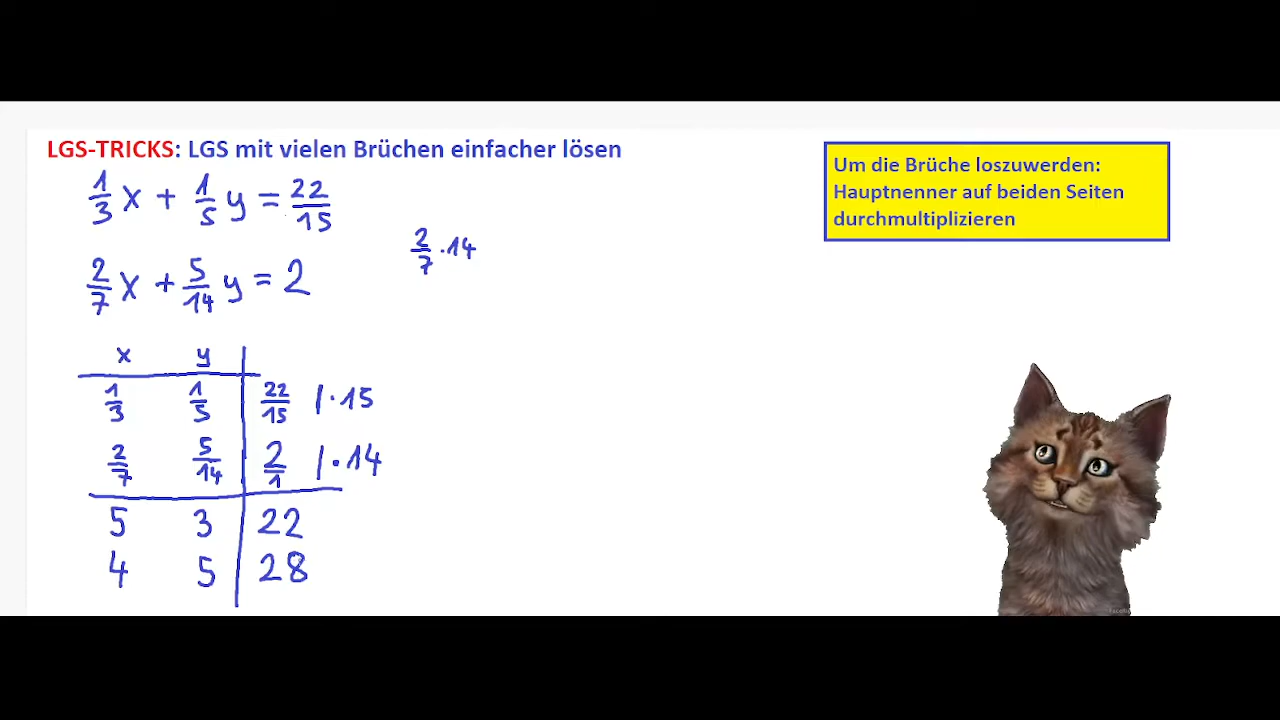 LGS-TRICKS: LGS mit vielen Brüchen einfacher lösen
Um die Brüche loszuwerden:
Hauptnenner auf beiden Seiten
durchmultiplizieren
1/3 x + 1/5 y = 22/15
2/7 · 14
2/7 x + 5/14 y = 2
x y
1/3 1/5 22/15 | · 15
2/7 5/14 2/1 | · 14
5 3 22
4 5 28